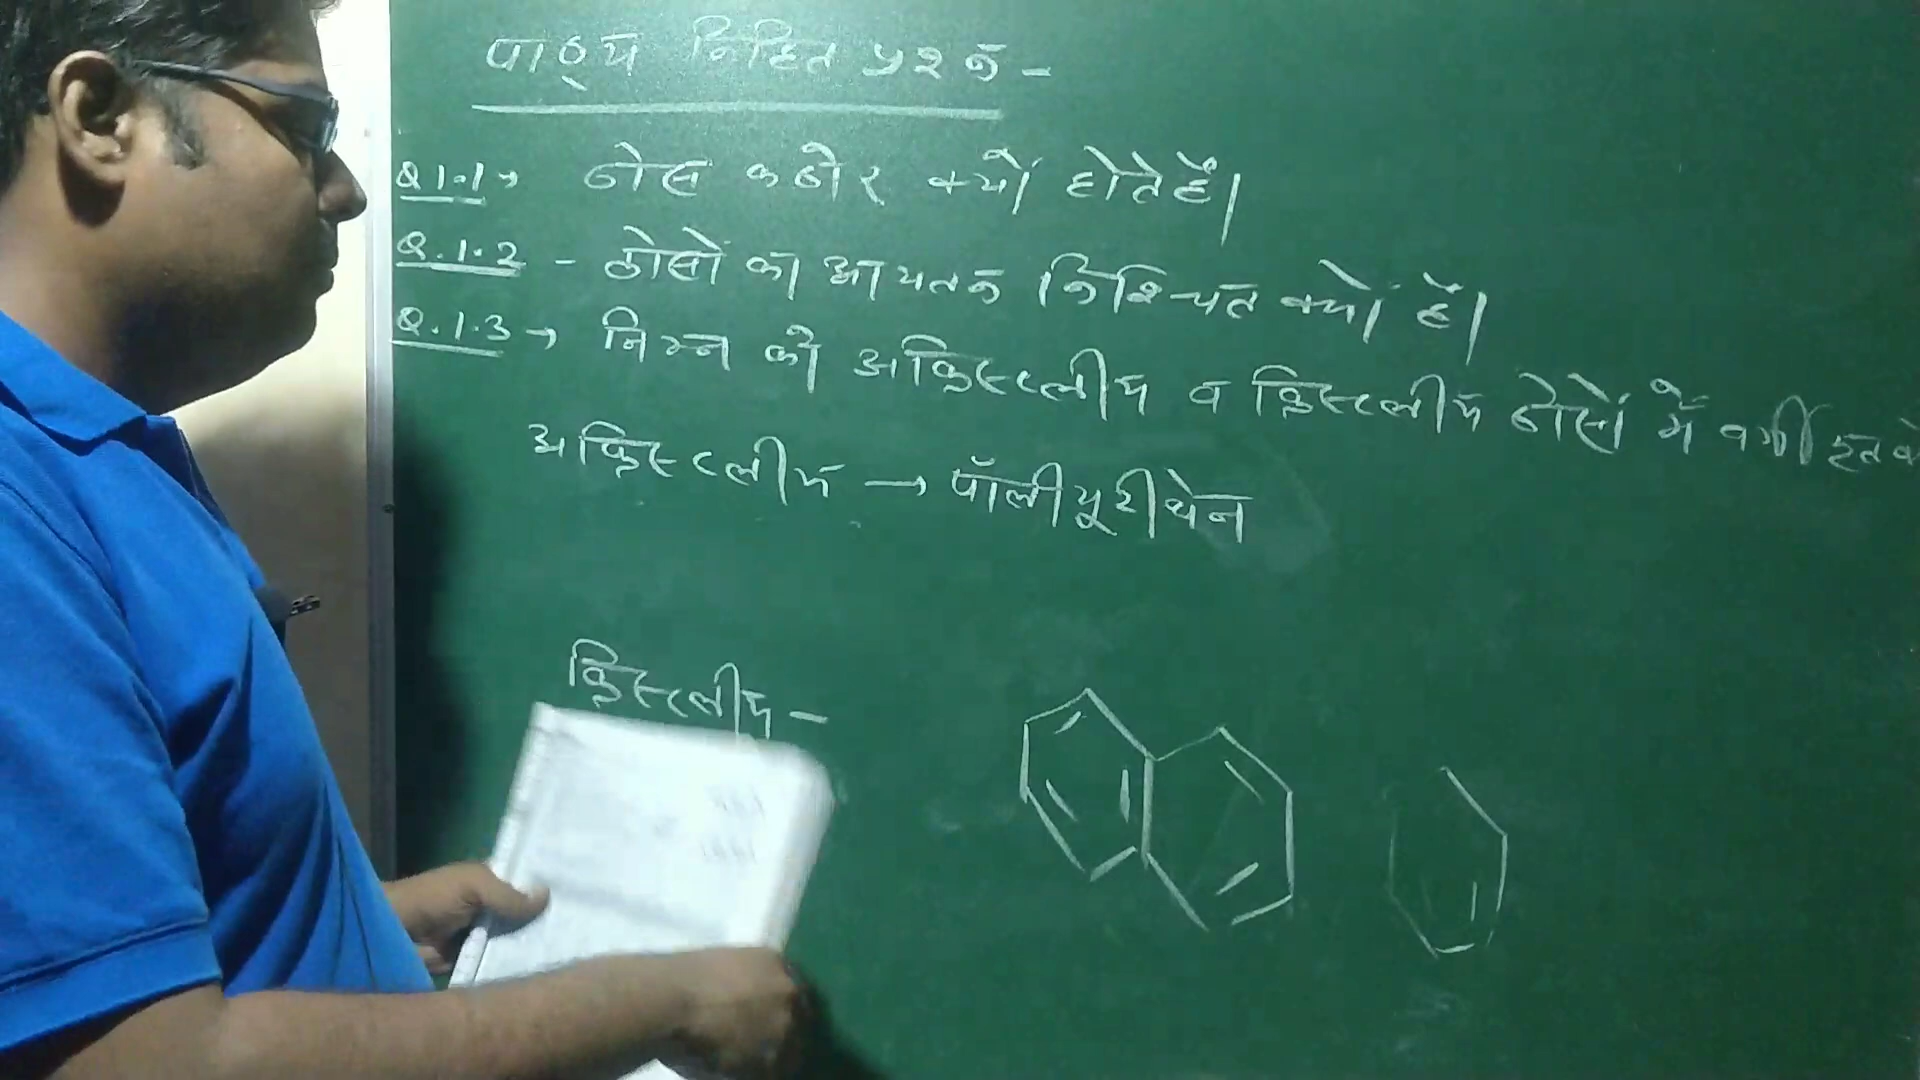 पाठ्य निहित प्रश्न -
Q 1.1→ ठोस कठोर क्यों होते हैं।
Q.1.2 - ठोसों का आयतन निश्चित क्यों हैं।
Q.1.3 → निम्न को अक्रिस्टलीय व क्रिस्टलीय ठोसों में वर्गी
अक्रिस्टलीय → पॉलीयूरीथेन
क्रिस्टलीय -